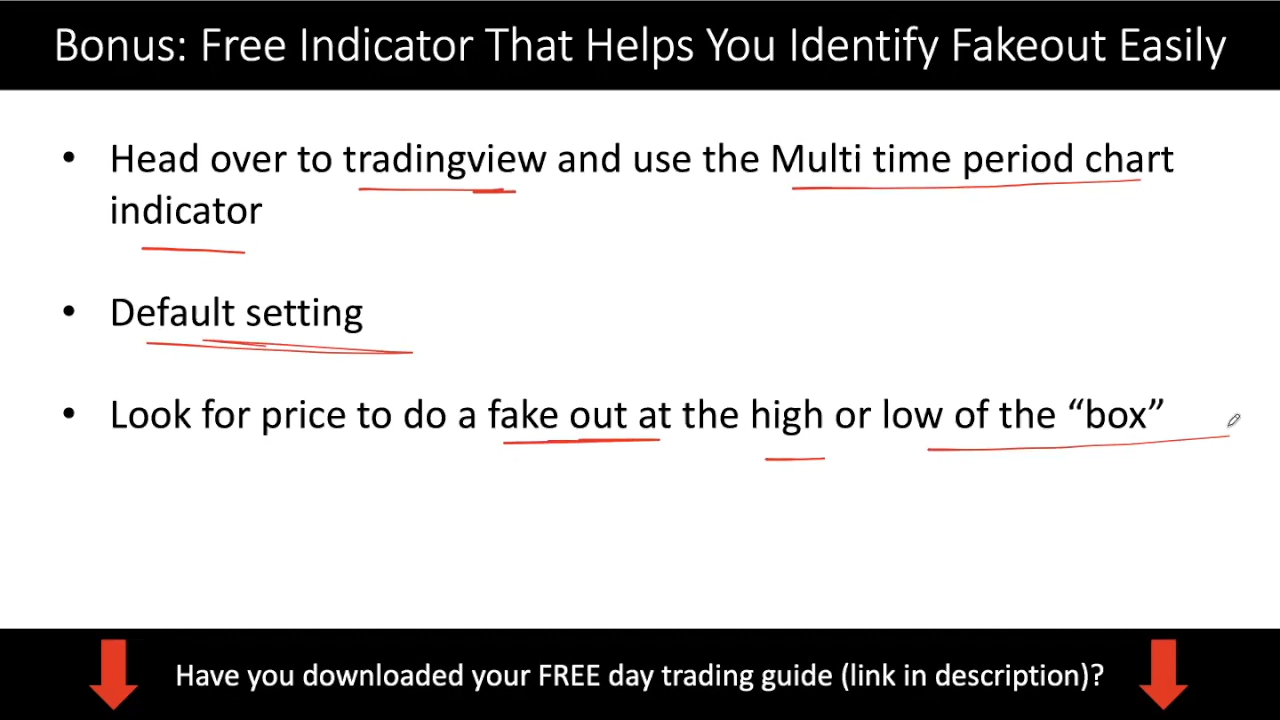 Bonus: Free Indicator That Helps You Identify Fakeout Easily
• Head over to tradingview and use the Multi time period chart
indicator
• Default setting
• Look for price to do a fake out at the high or low of the “box”
Have you downloaded your FREE day trading guide (link in description)?